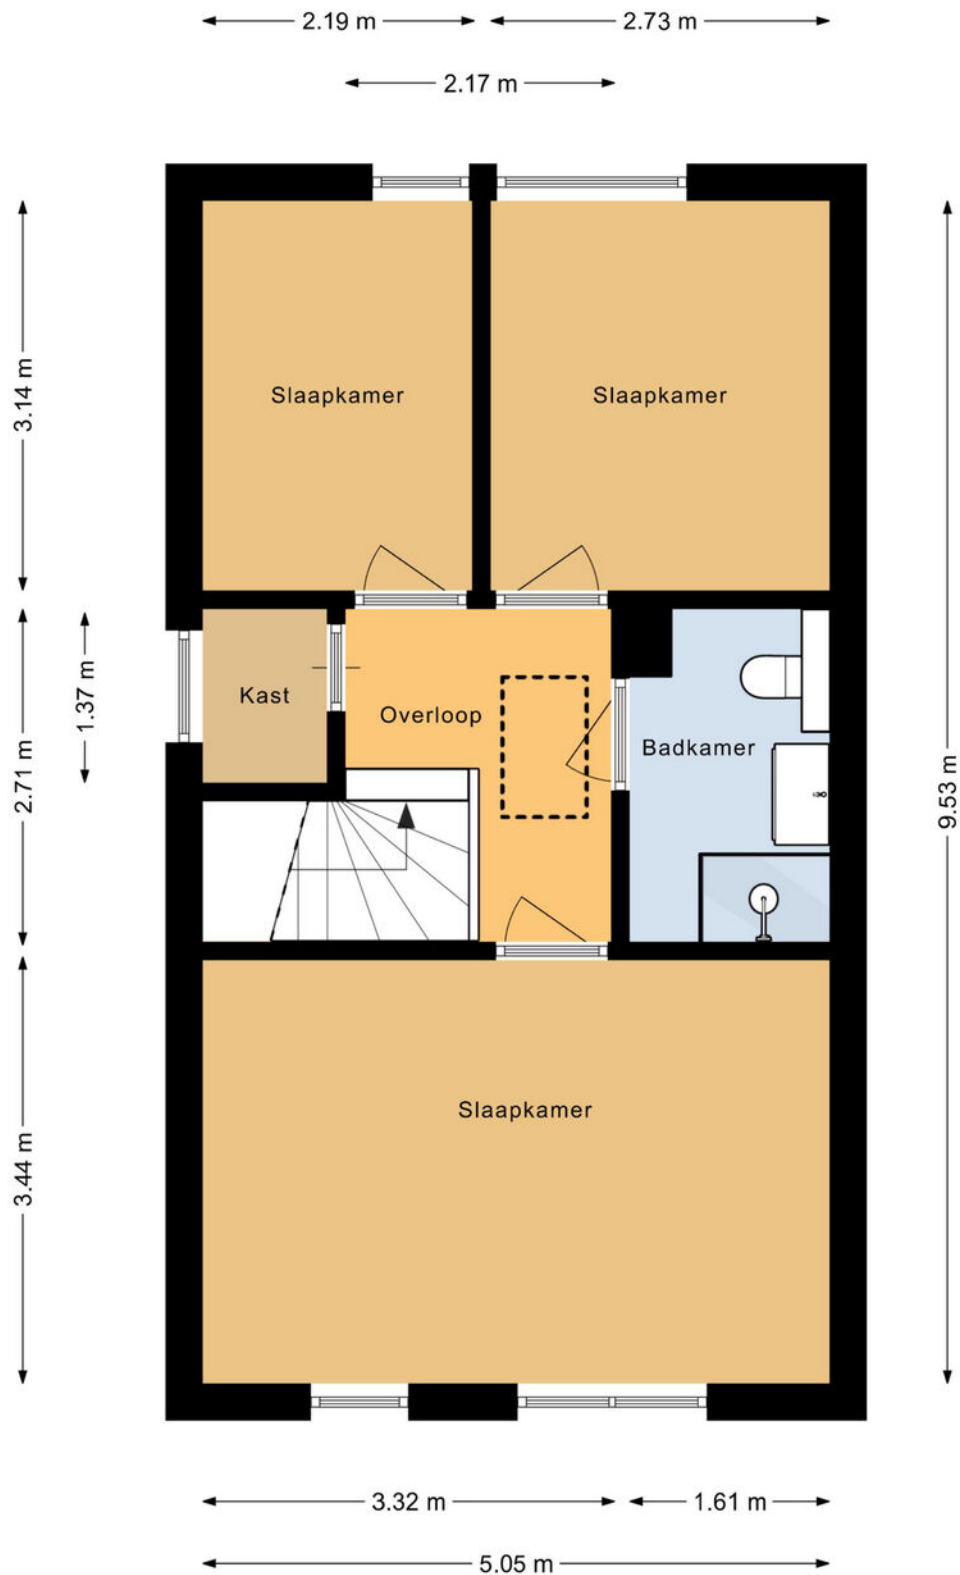 2.19 m
2.73 m
2.17 m
3.14 m
Slaapkamer
Slaapkamer
1.37 m
Kast
Overloop
Badkamer
2.71 m
9.53 m
Slaapkamer
3.44 m
3.32 m
1.61 m
5.05 m